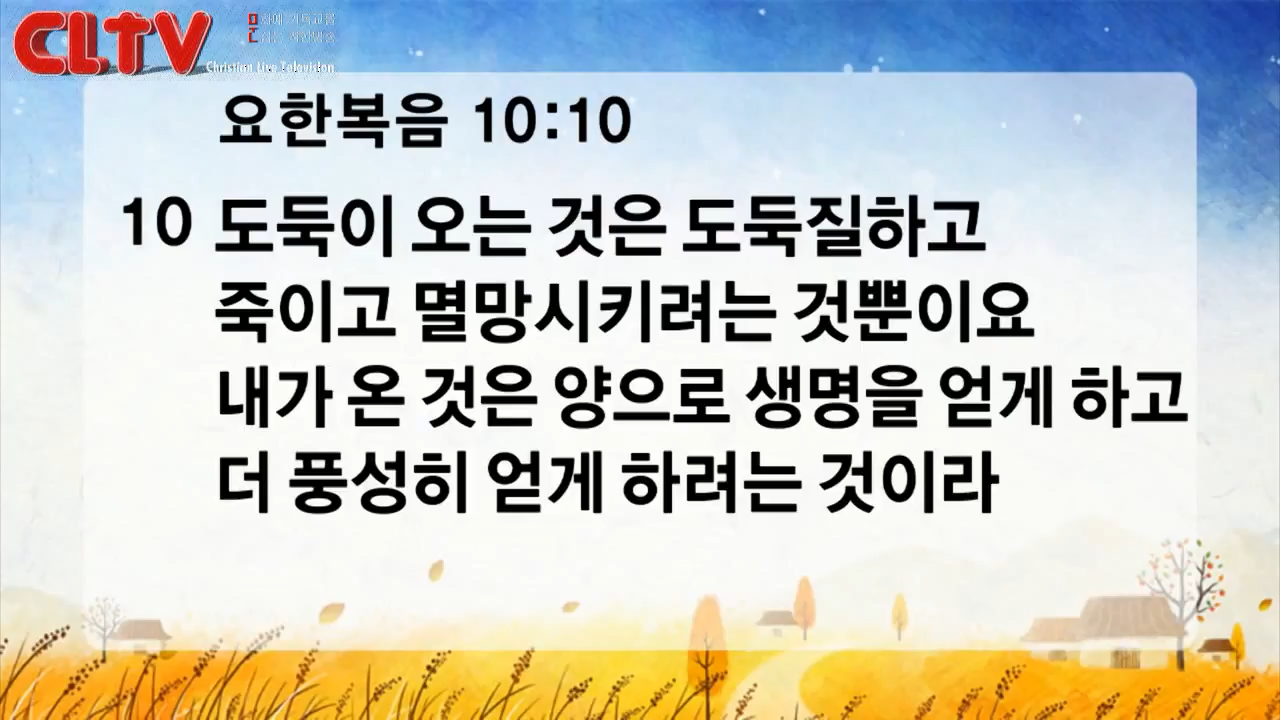 CLTV
Christian Live Television
요한복음 10:10
10 도둑이 오는 것은 도둑질하고
죽이고 멸망시키려는 것뿐이요
내가 온 것은 양으로 생명을 얻게 하고
더 풍성히 얻게 하려는 것이라